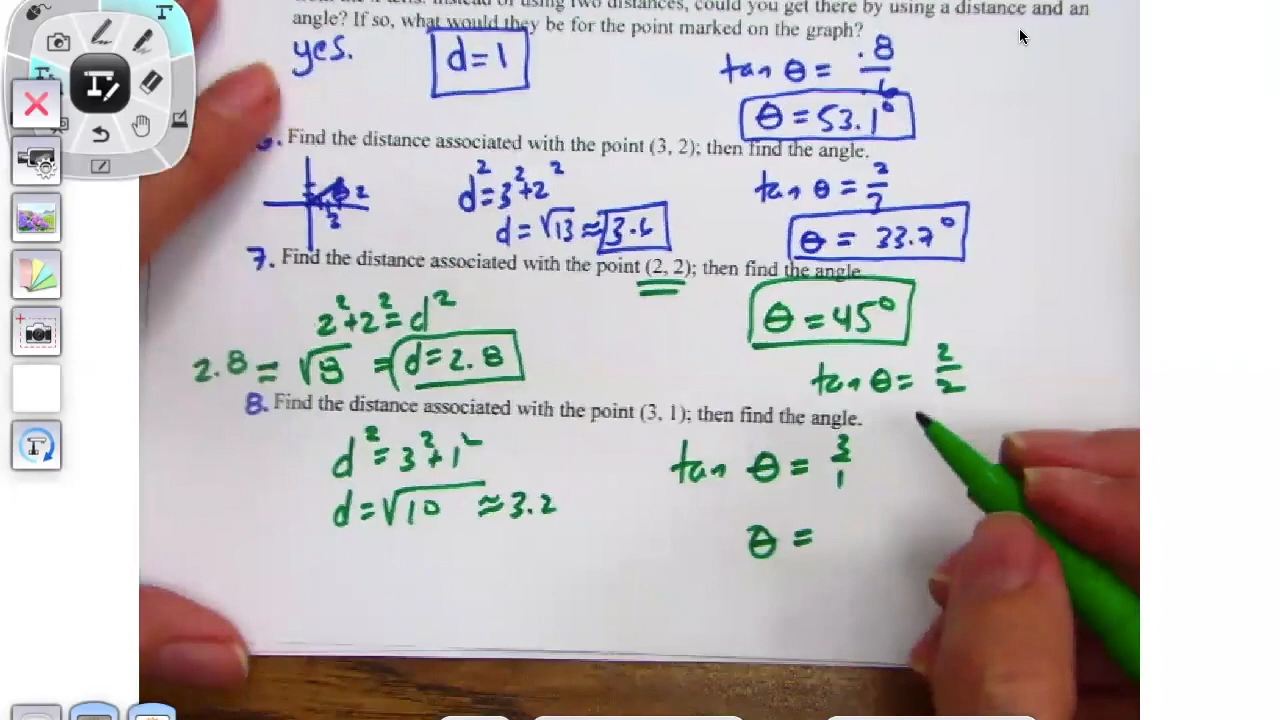 angle? If so, what would they be for the point marked on the graph?
yes.
d = 1
tan θ = .8/.6
θ = 53.1°
6. Find the distance associated with the point (3, 2); then find the angle.
2
3
d² = 3² + 2²
d = √13 ≈ 3.6
tan θ = 2/3
θ = 33.7°
7. Find the distance associated with the point (2, 2); then find the angle.
2² + 2² = d²
2.8 = √8 = d = 2.8
θ = 45°
tan θ = 2/2
8. Find the distance associated with the point (3, 1); then find the angle.
d² = 3² + 1²
d = √10 ≈ 3.2
tan θ = 3/1
θ =